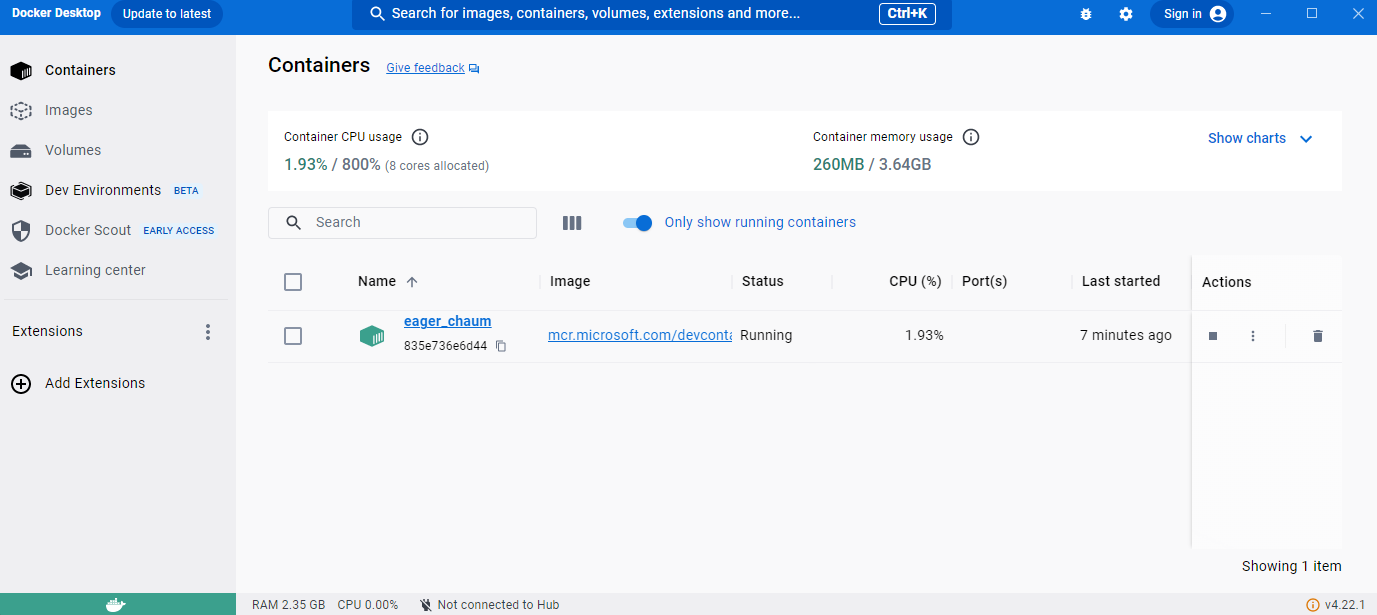 Docker Desktop Update to latest Search for images, containers, volumes, extensions and more... Ctrl+K Sign in
Containers
Images
Volumes
Dev Environments BETA
Docker Scout EARLY ACCESS
Learning center
Extensions
Add Extensions
Containers Give feedback
Container CPU usage
1.93% / 800% (8 cores allocated)
Container memory usage
260MB / 3.64GB
Show charts
Search
Only show running containers
Name Image Status CPU (%) Port(s) Last started Actions
eager_chaum
835e736e6d44
mcr.microsoft.com/devconta Running 1.93% 7 minutes ago
Showing 1 item
RAM 2.35 GB CPU 0.00% Not connected to Hub v4.22.1